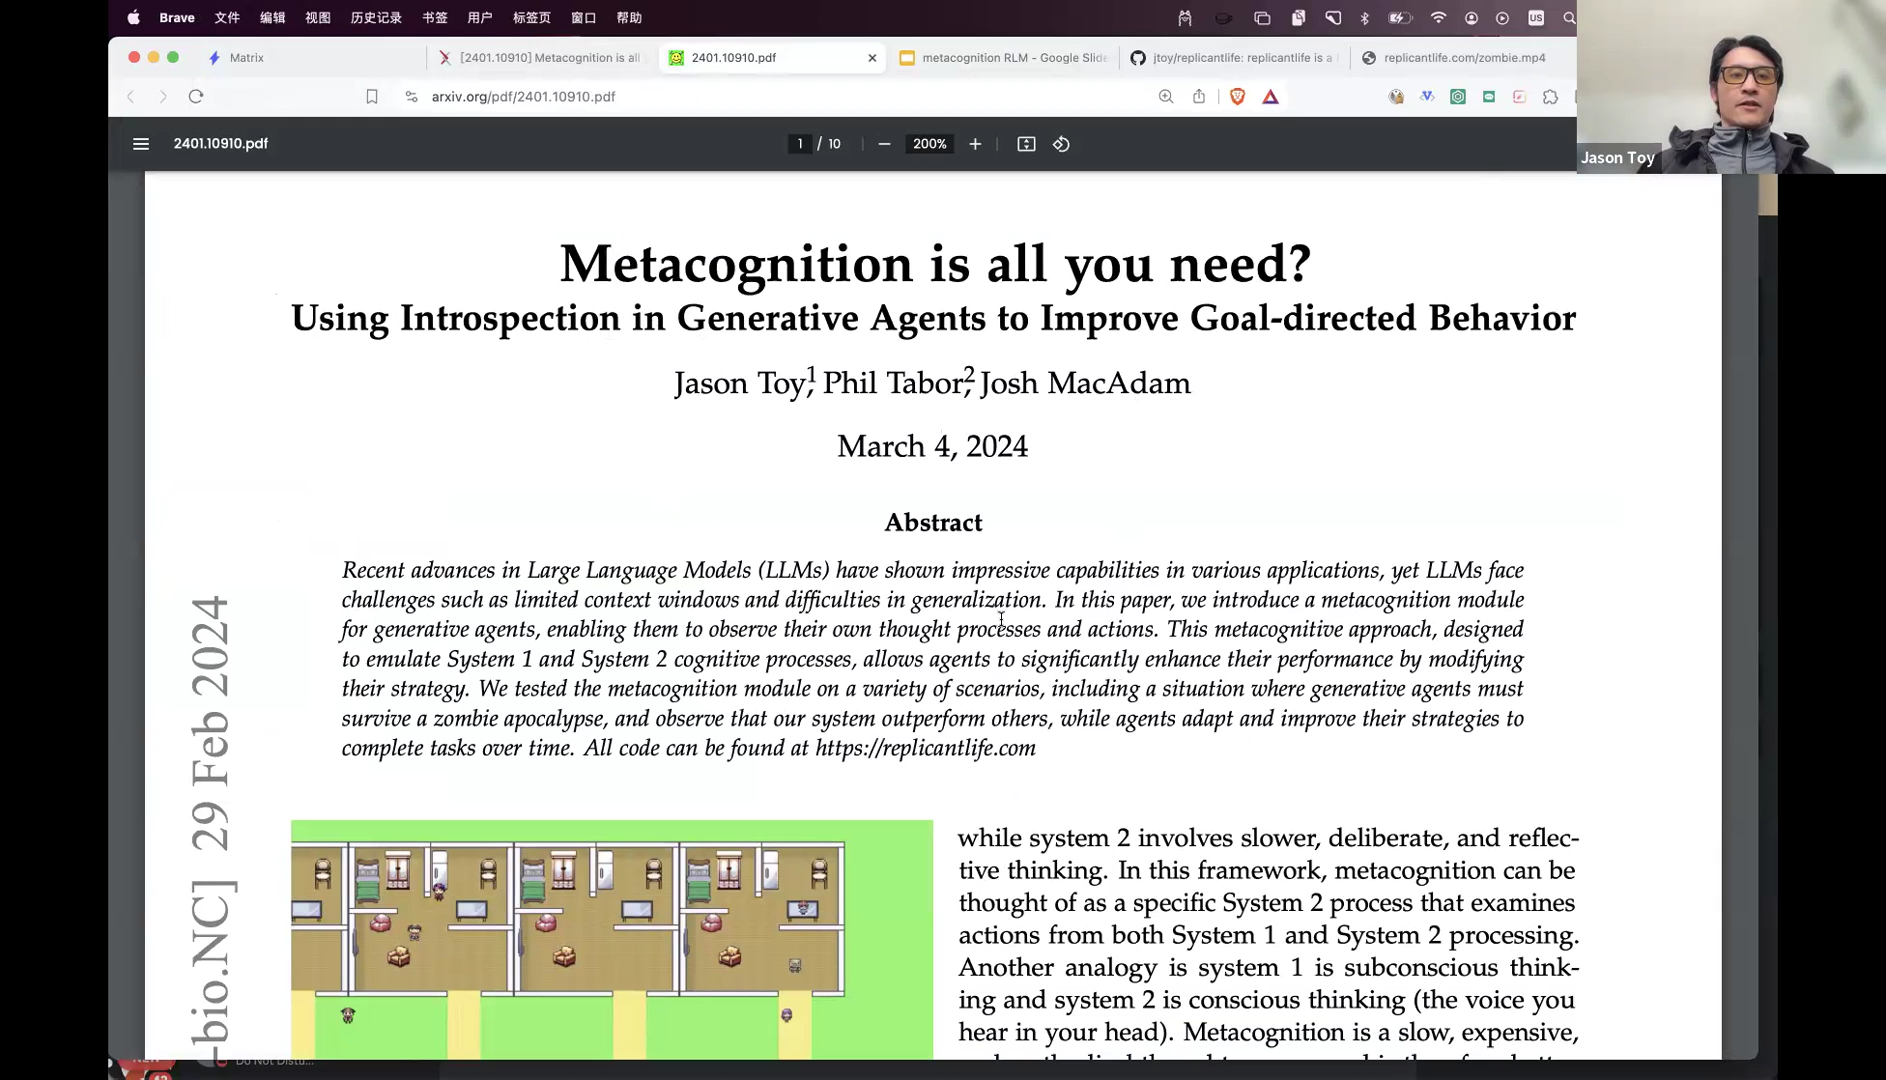 Brave 文件 编辑 视图 历史记录 书签 用户 标签页 窗口 帮助 US
Matrix [2401.10910] Metacognition is all 2401.10910.pdf metacognition RLM - Google Slide jtoy/replicantlife: replicantlife is a replicantlife.com/zombie.mp4
arxiv.org/pdf/2401.10910.pdf
2401.10910.pdf 1 / 10 200%
Jason Toy
Metacognition is all you need?
Using Introspection in Generative Agents to Improve Goal-directed Behavior
Jason Toy,1 Phil Tabor,2 Josh MacAdam
March 4, 2024
Abstract
Recent advances in Large Language Models (LLMs) have shown impressive capabilities in various applications, yet LLMs face
challenges such as limited context windows and difficulties in generalization. In this paper, we introduce a metacognition module
for generative agents, enabling them to observe their own thought processes and actions. This metacognitive approach, designed
to emulate System 1 and System 2 cognitive processes, allows agents to significantly enhance their performance by modifying
their strategy. We tested the metacognition module on a variety of scenarios, including a situation where generative agents must
survive a zombie apocalypse, and observe that our system outperform others, while agents adapt and improve their strategies to
complete tasks over time. All code can be found at https://replicantlife.com
-bio.NC] 29 Feb 2024
while system 2 involves slower, deliberate, and reflec-
tive thinking. In this framework, metacognition can be
thought of as a specific System 2 process that examines
actions from both System 1 and System 2 processing.
Another analogy is system 1 is subconscious think-
ing and system 2 is conscious thinking (the voice you
hear in your head). Metacognition is a slow, expensive,
Do Not Distu...